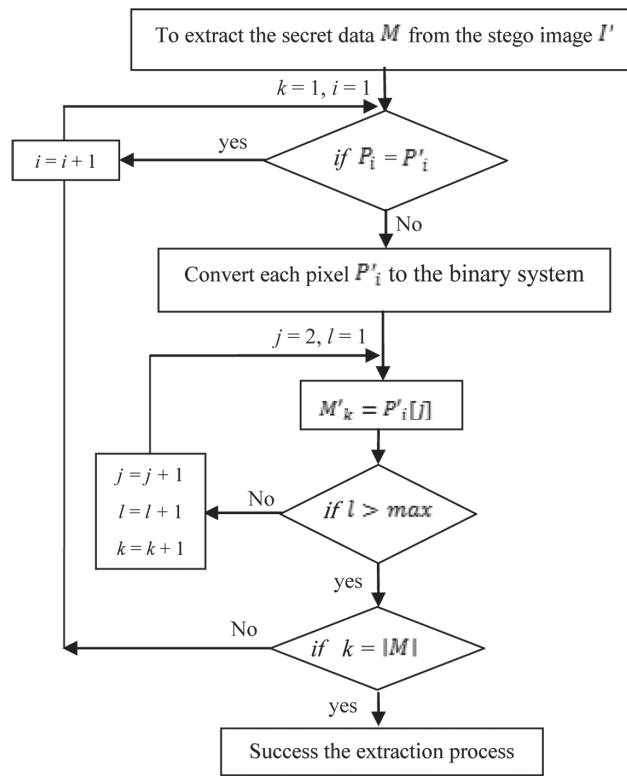 To extract the secret data M from the stego image I'
k = 1, i = 1
yes
i = i + 1
if Pᵢ = P'ᵢ
No
Convert each pixel P'ᵢ to the binary system
j = 2, l = 1
M'ₖ = P'ᵢ[j]
j = j + 1
l = l + 1
k = k + 1
No
if l > max
yes
No
if k = |M|
yes
Success the extraction process